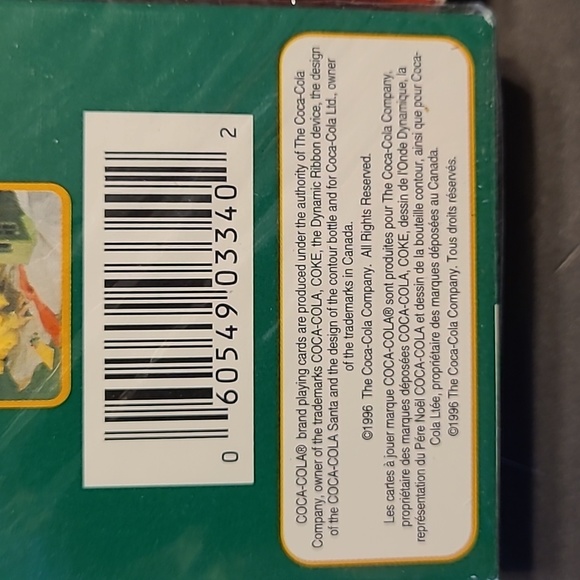 0 60549 03340 2
COCA-COLA® brand playing cards are produced under the authority of The Coca-Cola
Company, owner of the trademarks COCA-COLA, COKE, the Dynamic Ribbon device, the design
of the COCA-COLA Santa and the design of the contour bottle and for Coca-Cola Ltd., owner
of the trademarks in Canada.
©1996 The Coca-Cola Company. All Rights Reserved.
Les cartes à jouer marque COCA-COLA® sont produites pour The Coca-Cola Company,
propriétaire des marques déposées COCA-COLA, COKE, dessin de l'Onde Dynamique, la
représentation du Père Noël COCA-COLA et dessin de la bouteille contour, ainsi que pour Coca-
Cola Ltée, propriétaire des marques déposées au Canada.
©1996 The Coca-Cola Company. Tous droits réservés.